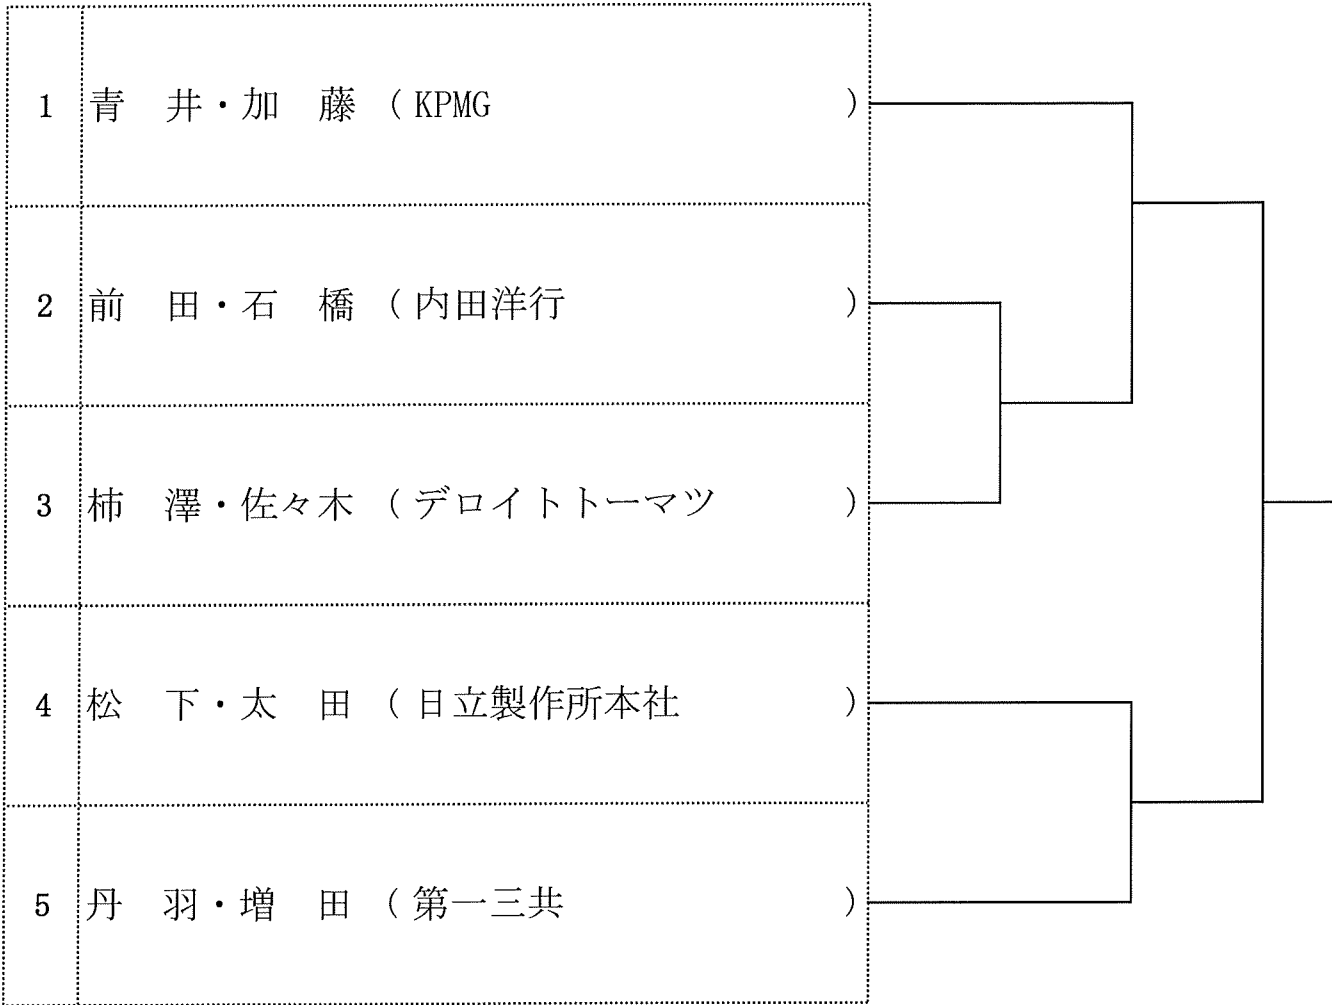 1 青　井・加　藤 ( KPMG )
2 前　田・石　橋 ( 内田洋行 )
3 柿　澤・佐々木 ( デロイトトーマツ )
4 松　下・太　田 ( 日立製作所本社 )
5 丹　羽・増　田 ( 第一三共 )